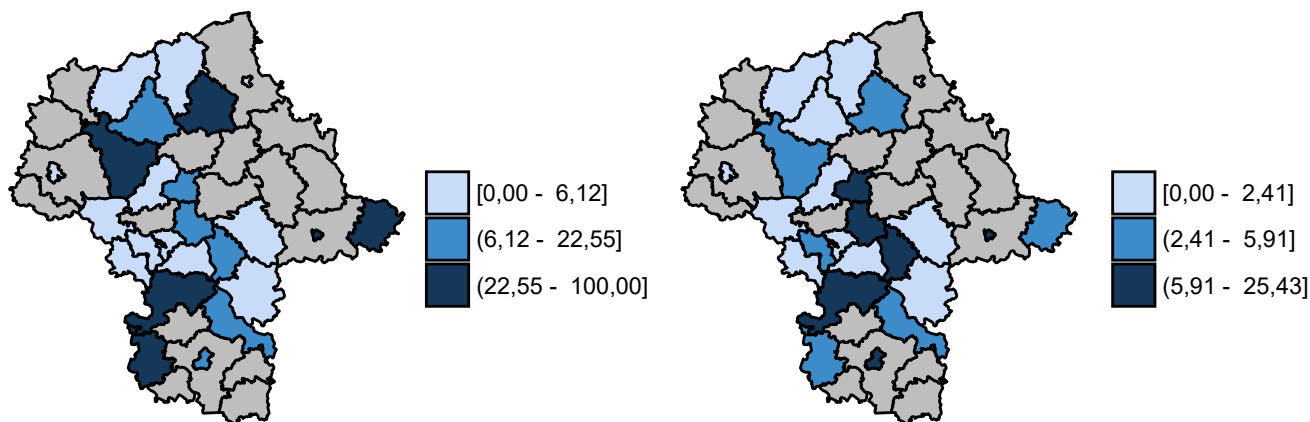 [0,00 - 6,12]
(6,12 - 22,55]
(22,55 - 100,00]
[0,00 - 2,41]
(2,41 - 5,91]
(5,91 - 25,43]